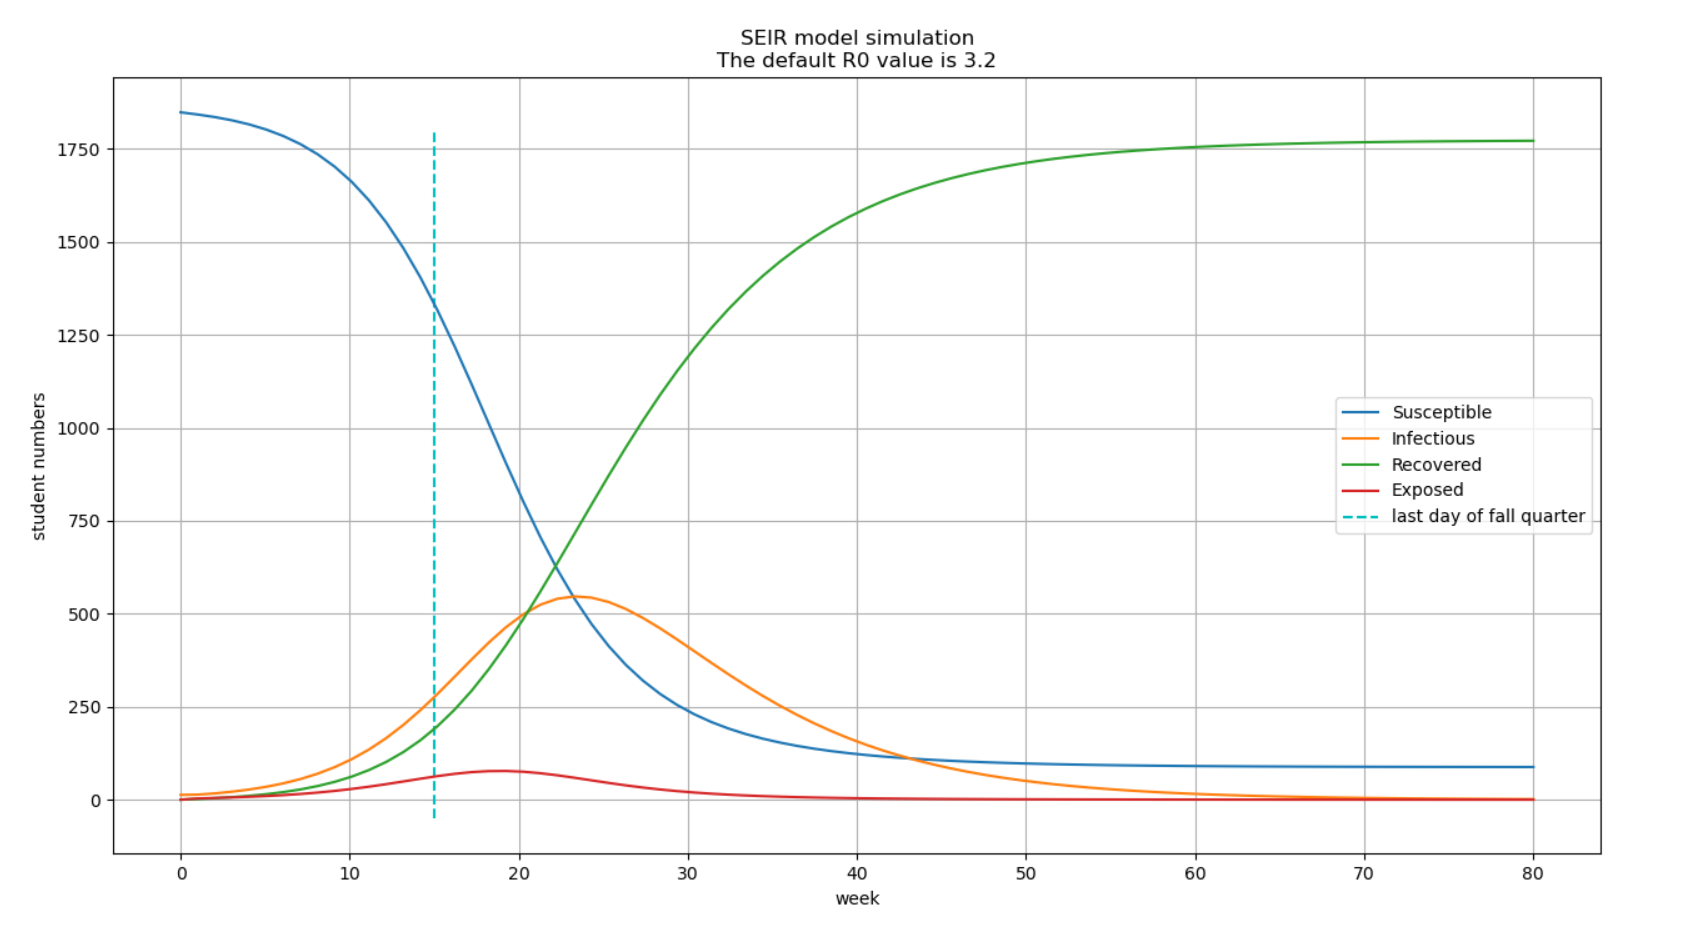 SEIR model simulation
The default R0 value is 3.2
student numbers
1750
1500
1250
1000
750
500
250
0
Susceptible
Infectious
Recovered
Exposed
last day of fall quarter
0 10 20 30 40 50 60 70 80
week